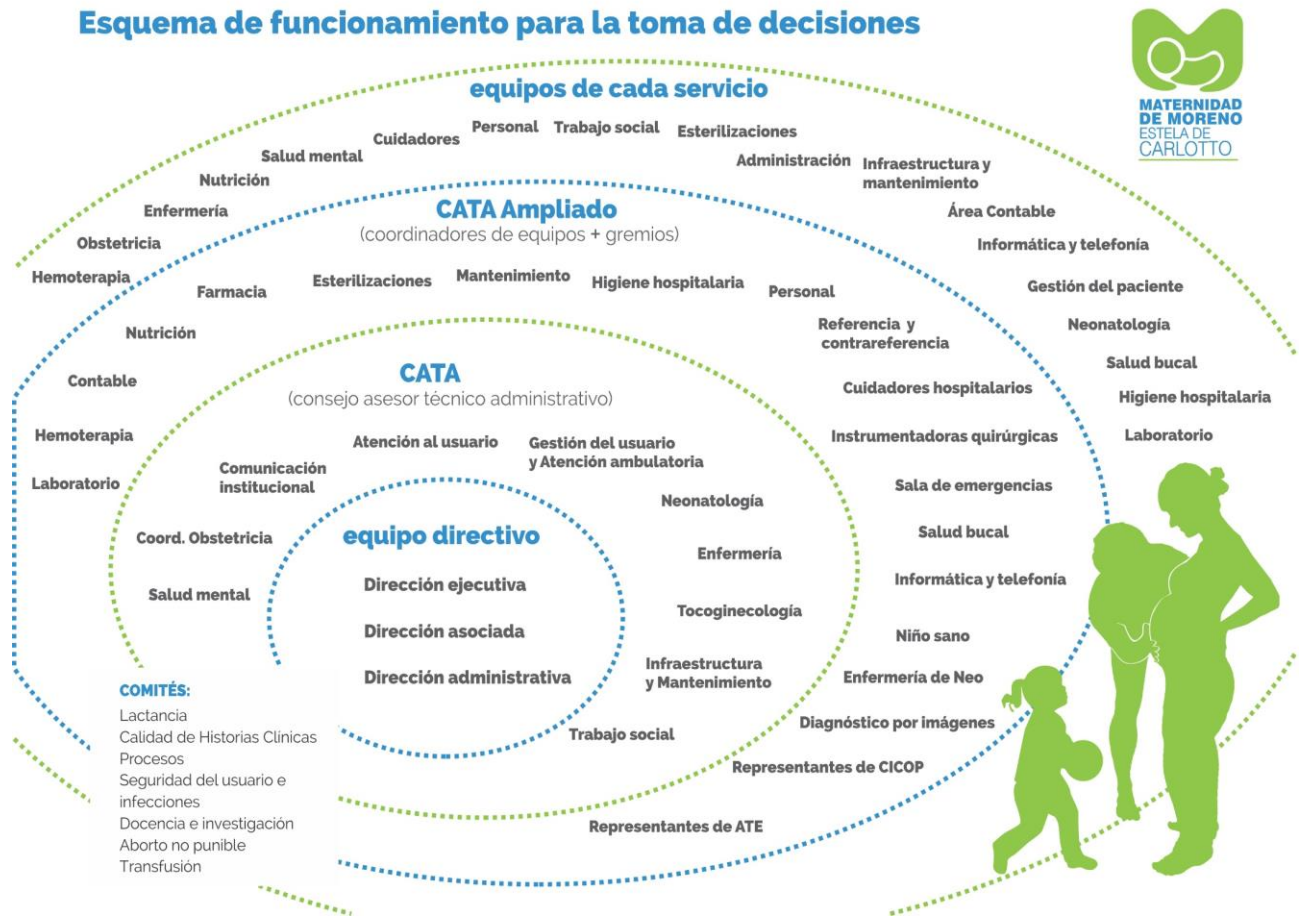 Esquema de funcionamiento para la toma de decisiones
MATERNIDAD
DE MORENO
ESTELA DE
CARLOTTO
equipos de cada servicio
Hemoterapia
Obstetricia
Enfermería
Nutrición
Salud mental
Cuidadores
Personal
Trabajo social
Esterilizaciones
Administración
Infraestructura y
mantenimiento
Área Contable
Informática y telefonía
Gestión del paciente
Neonatología
Salud bucal
Higiene hospitalaria
Laboratorio
CATA Ampliado
(coordinadores de equipos + gremios)
Laboratorio
Hemoterapia
Contable
Nutrición
Farmacia
Esterilizaciones
Mantenimiento
Higiene hospitalaria
Personal
Referencia y
contrareferencia
Cuidadores hospitalarios
Instrumentadoras quirúrgicas
Sala de emergencias
Salud bucal
Informática y telefonía
Niño sano
Enfermería de Neo
Diagnóstico por imágenes
Representantes de CICOP
Representantes de ATE
CATA
(consejo asesor técnico administrativo)
Salud mental
Coord. Obstetricia
Comunicación
institucional
Atención al usuario
Gestión del usuario
y Atención ambulatoria
Neonatología
Enfermería
Tocoginecología
Infraestructura
y Mantenimiento
Trabajo social
equipo directivo
Dirección ejecutiva
Dirección asociada
Dirección administrativa
COMITÉS:
Lactancia
Calidad de Historias Clínicas
Procesos
Seguridad del usuario e
infecciones
Docencia e investigación
Aborto no punible
Transfusión